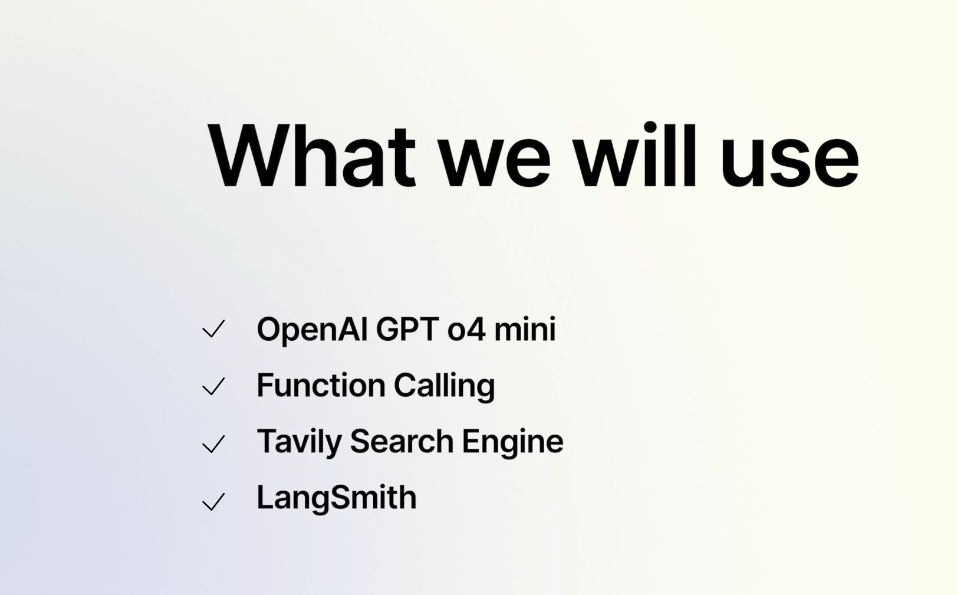 What we will use
OpenAI GPT o4 mini
Function Calling
Tavily Search Engine
LangSmith